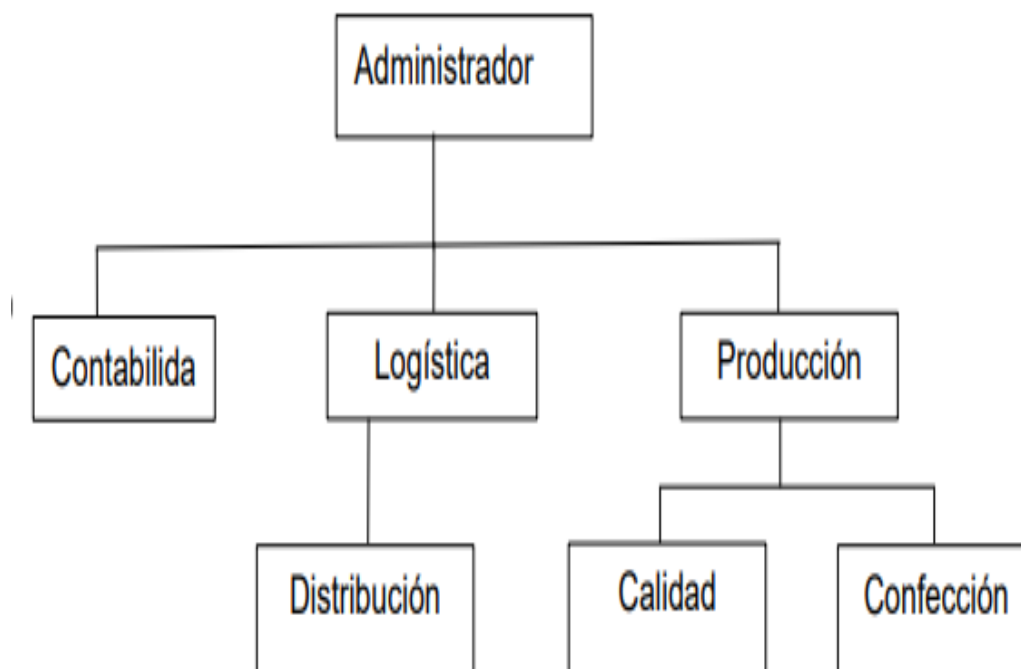 Administrador
Contabilida
Logística
Producción
Distribución
Calidad
Confección